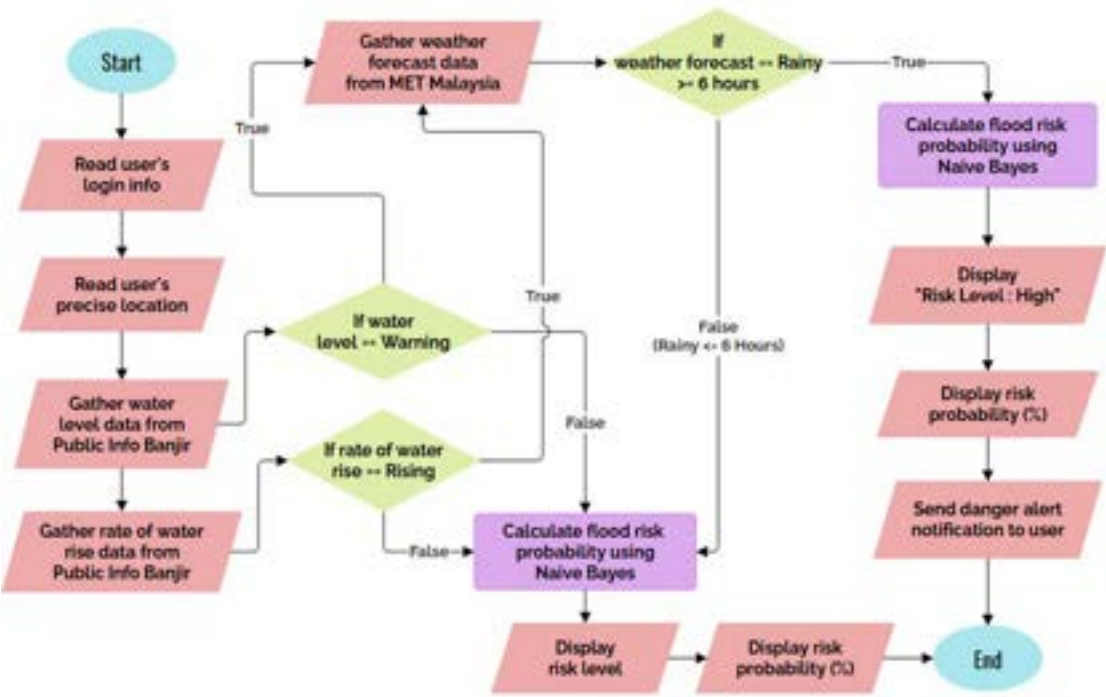 Start
Read user's
login info
Read user's
precise location
Gather water
level data from
Public Info Banjir
Gather rate of water
rise data from
Public Info Banjir
True
Gather weather
forecast data
from MET Malaysia
If water
level == Warning
If rate of water
rise == Rising
True
False
False
If
weather forecast == Rainy
>= 6 hours
True
False
(Rainy <= 6 Hours)
Calculate flood risk
probability using
Naive Bayes
Display
risk level
Display risk
probability (%)
Calculate flood risk
probability using
Naive Bayes
Display
"Risk Level : High"
Display risk
probability (%)
Send danger alert
notification to user
End